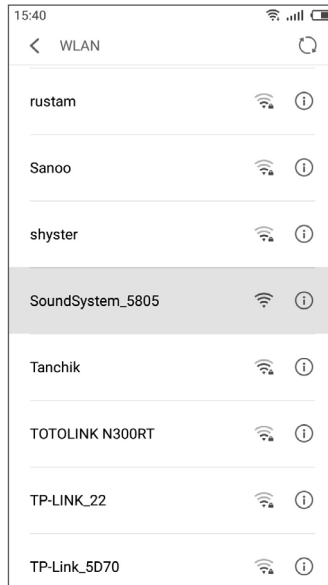 15:40
WLAN
rustam
Sanoo
shyster
SoundSystem_5805
Tanchik
TOTOLINK N300RT
TP-LINK_22
TP-Link_5D70